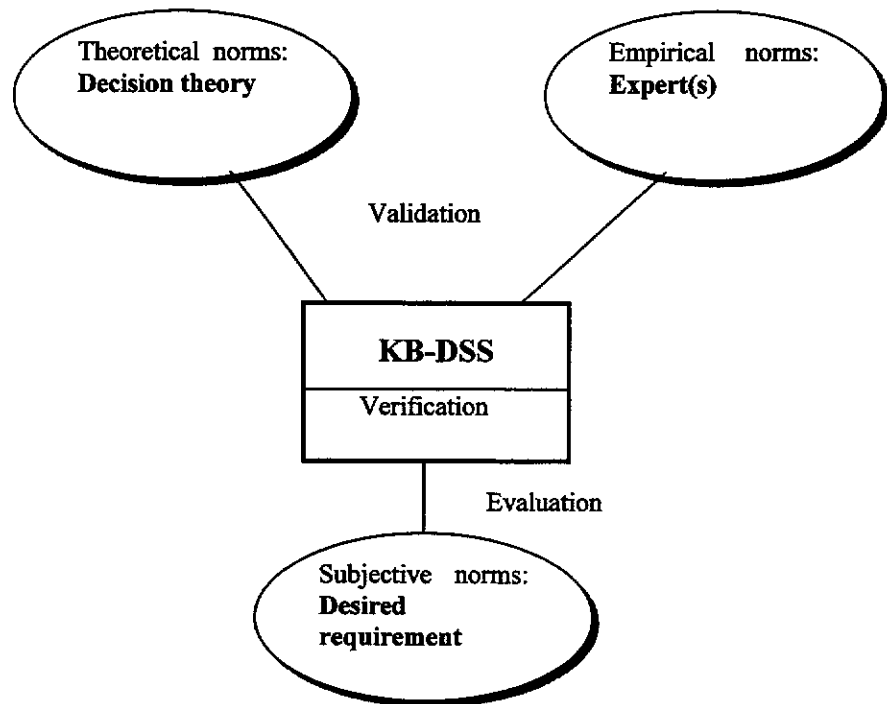 Theoretical norms:
Decision theory
Empirical norms:
Expert(s)
Validation
KB-DSS
Verification
Evaluation
Subjective norms:
Desired
requirement